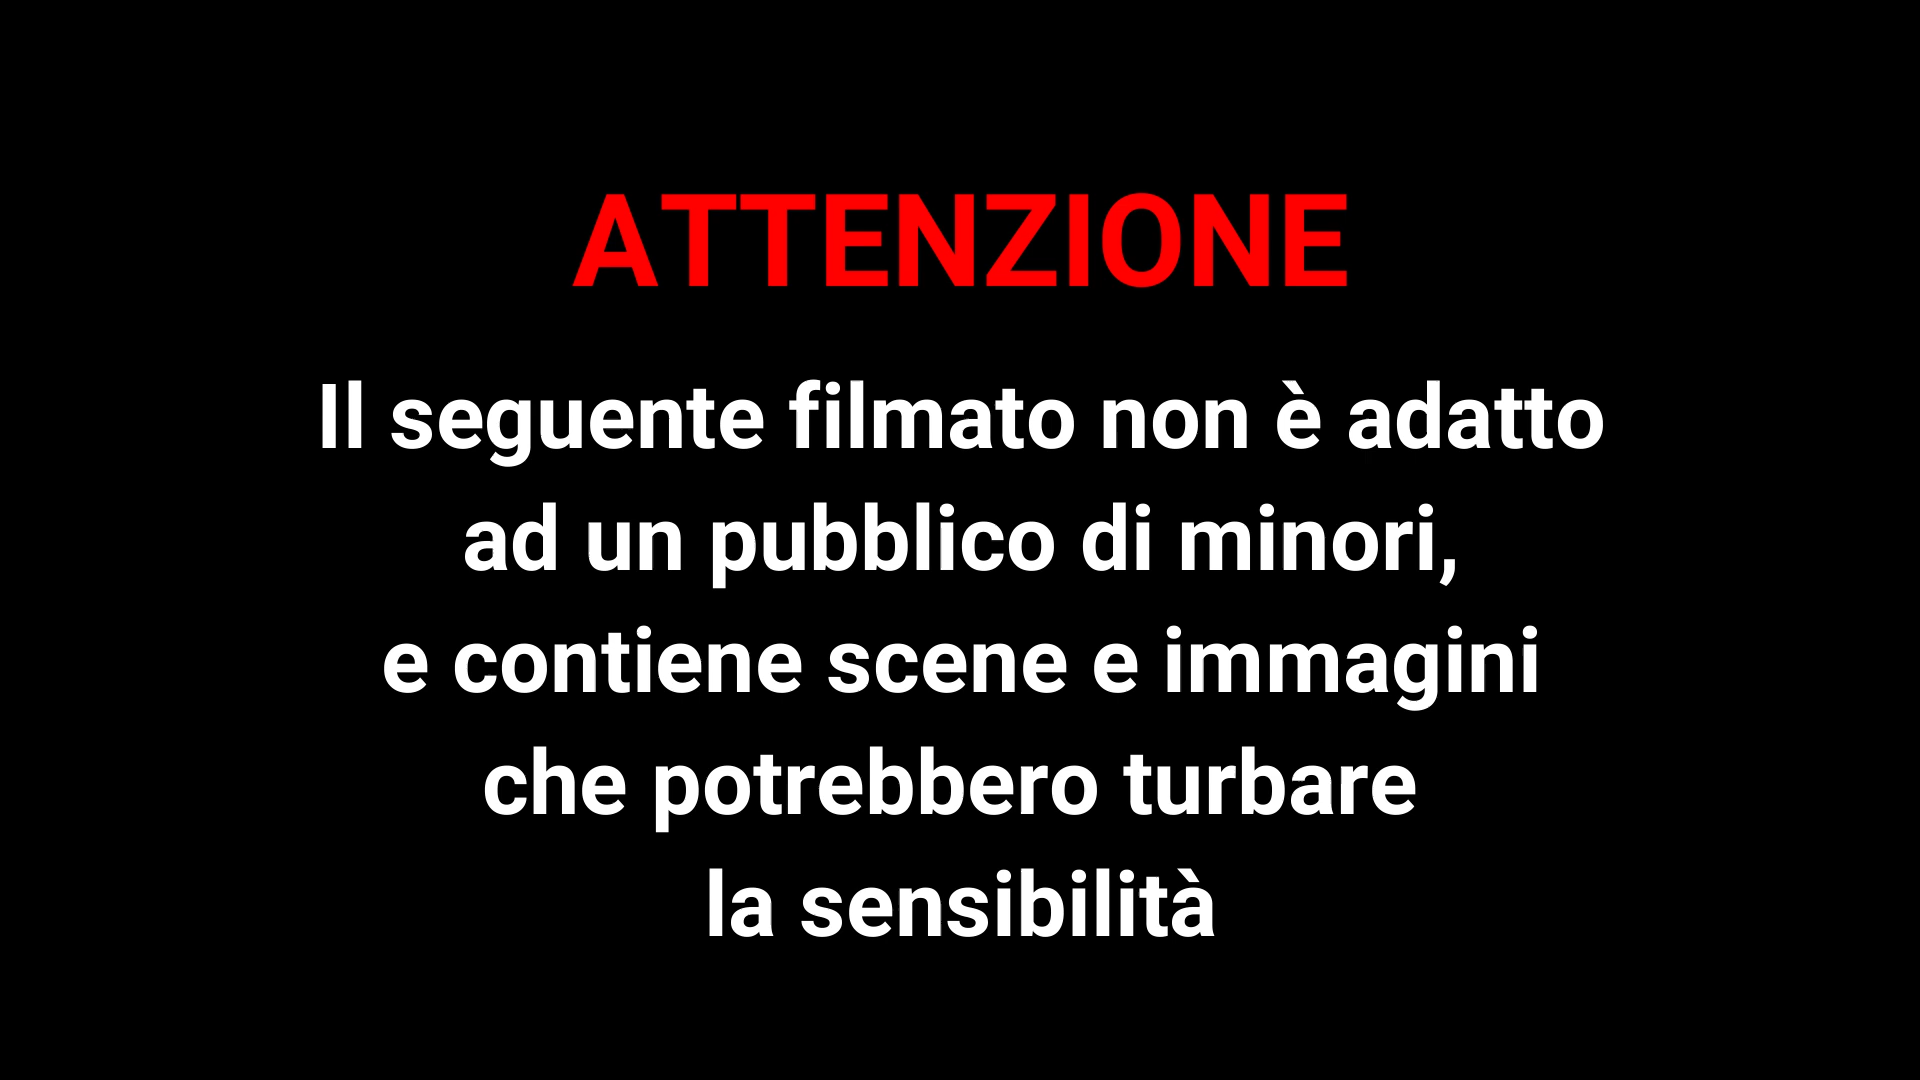 ATTENZIONE
Il seguente filmato non è adatto
ad un pubblico di minori,
e contiene scene e immagini
che potrebbero turbare
la sensibilità